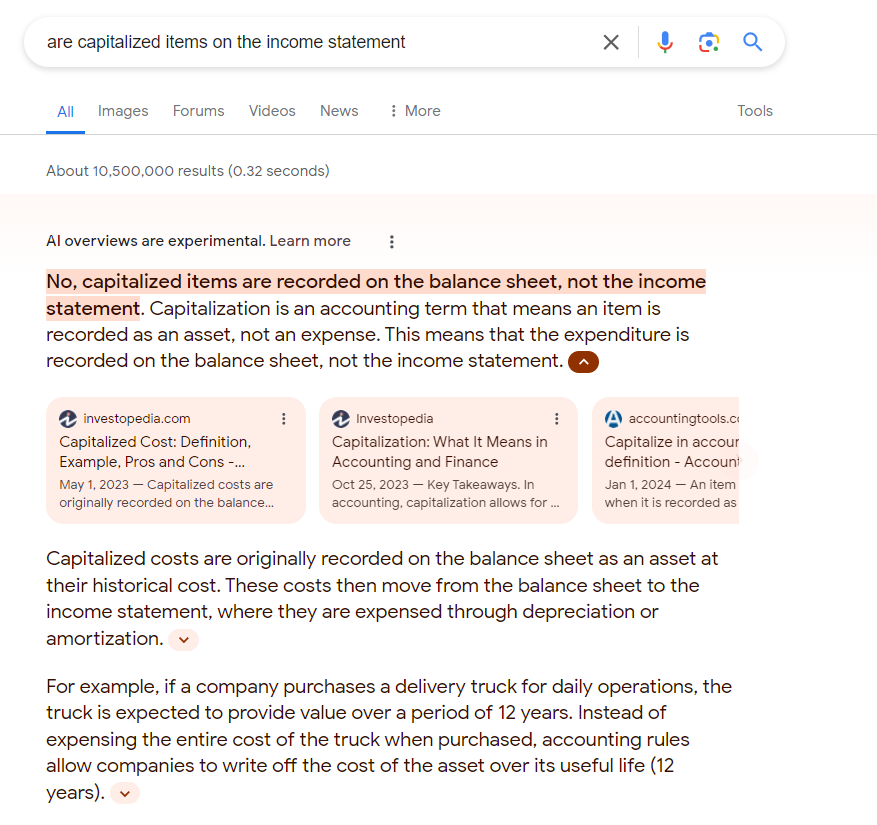 are capitalized items on the income statement
All Images Forums Videos News More Tools
About 10,500,000 results (0.32 seconds)
AI overviews are experimental. Learn more
No, capitalized items are recorded on the balance sheet, not the income
statement. Capitalization is an accounting term that means an item is
recorded as an asset, not an expense. This means that the expenditure is
recorded on the balance sheet, not the income statement.
investopedia.com
Capitalized Cost: Definition,
Example, Pros and Cons -...
May 1, 2023 — Capitalized costs are
originally recorded on the balance...
Investopedia
Capitalization: What It Means in
Accounting and Finance
Oct 25, 2023 — Key Takeaways. In
accounting, capitalization allows for ...
accountingtools.co
Capitalize in accour
definition - Account
Jan 1, 2024 — An item
when it is recorded as
Capitalized costs are originally recorded on the balance sheet as an asset at
their historical cost. These costs then move from the balance sheet to the
income statement, where they are expensed through depreciation or
amortization.
For example, if a company purchases a delivery truck for daily operations, the
truck is expected to provide value over a period of 12 years. Instead of
expensing the entire cost of the truck when purchased, accounting rules
allow companies to write off the cost of the asset over its useful life (12
years).